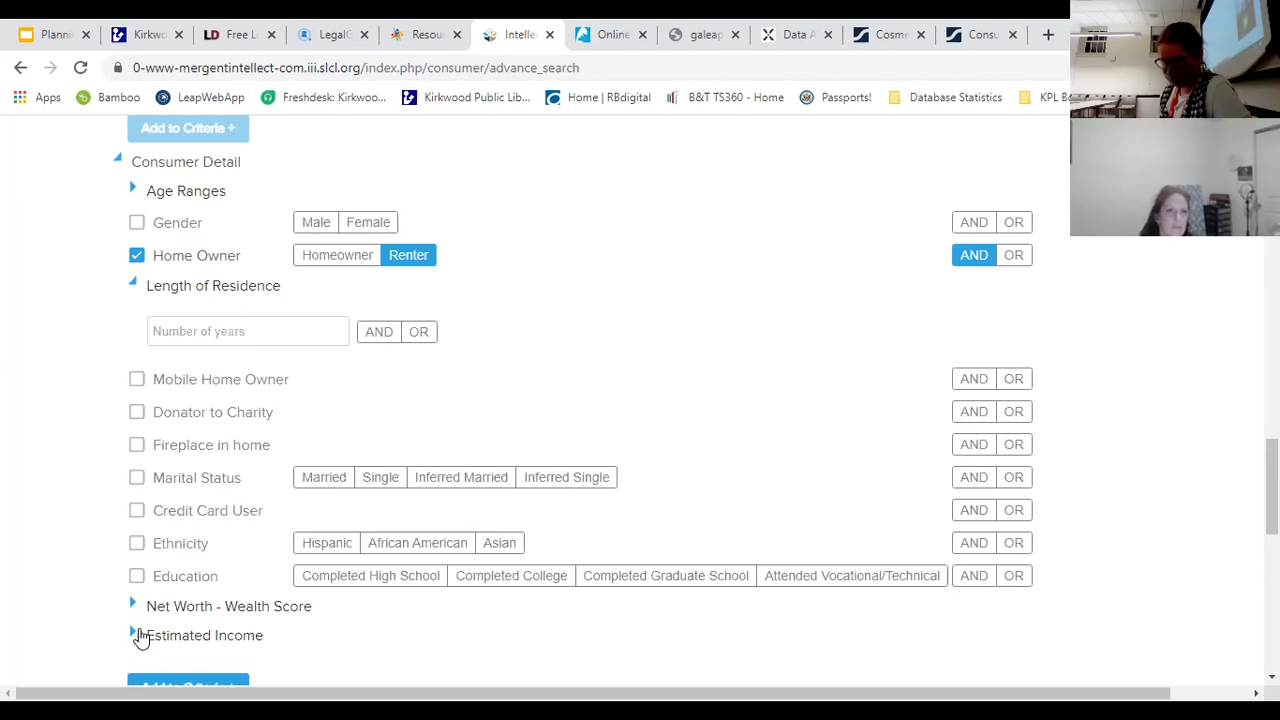 Planni Kirkwo Free L LegalG Resou Intelle Online galeap Data A Cosme Consu
0-www-mergentintellect-com.iii.slcl.org/index.php/consumer/advance_search
Apps Bamboo LeapWebApp Freshdesk: Kirkwoo... Kirkwood Public Lib... Home | RBdigital B&T TS360 - Home Passports! Database Statistics KPL B
Add to Criteria +
Consumer Detail
Age Ranges
Gender Male Female AND OR
Home Owner Homeowner Renter AND OR
Length of Residence
Number of years AND OR
Mobile Home Owner AND OR
Donator to Charity AND OR
Fireplace in home AND OR
Marital Status Married Single Inferred Married Inferred Single AND OR
Credit Card User AND OR
Ethnicity Hispanic African American Asian AND OR
Education Completed High School Completed College Completed Graduate School Attended Vocational/Technical AND OR
Net Worth - Wealth Score
Estimated Income